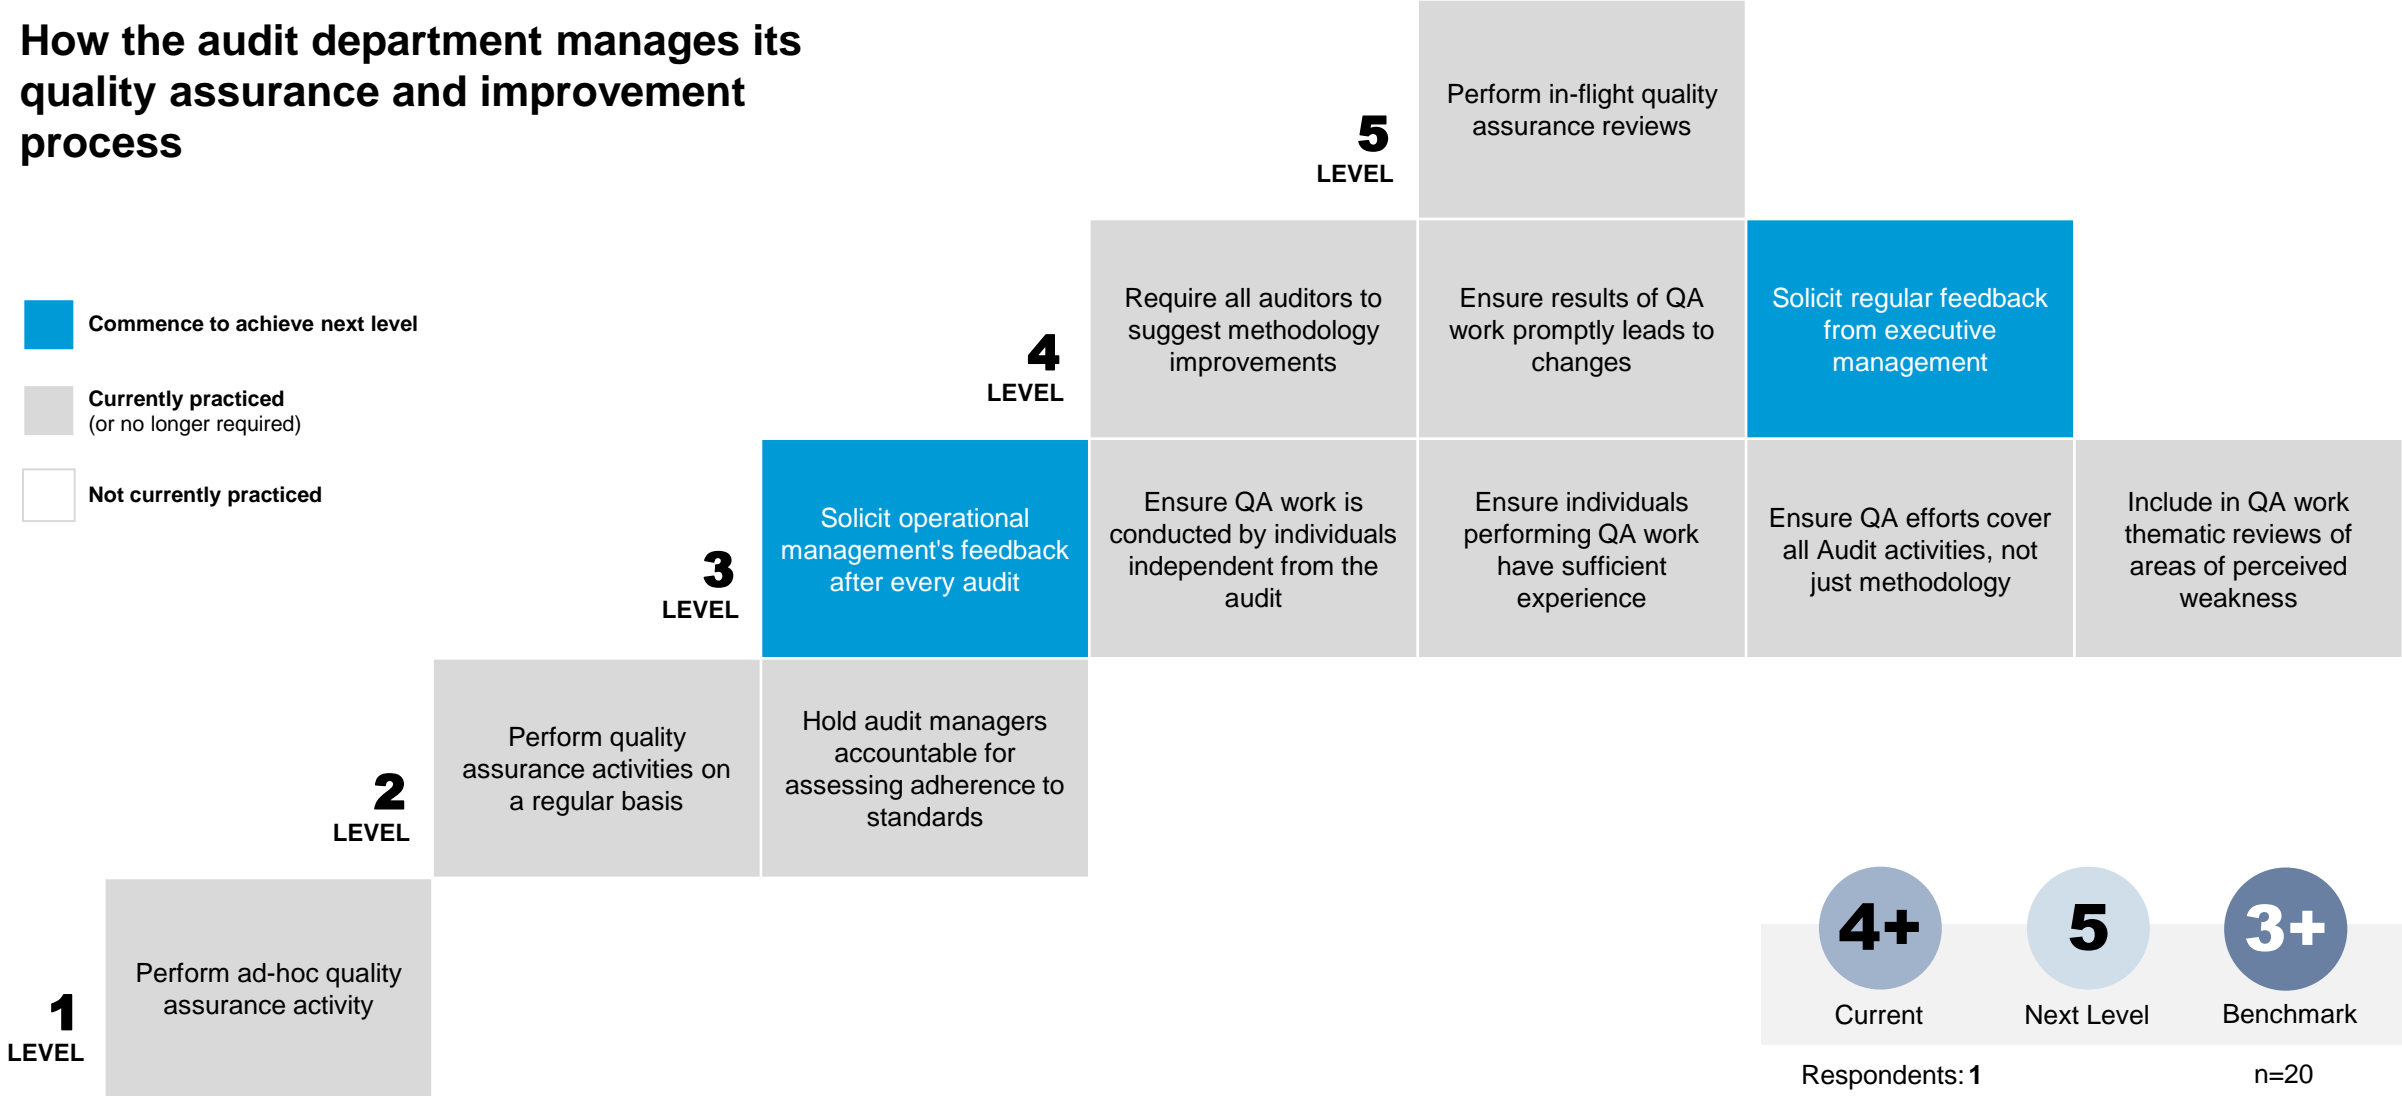 How the audit department manages its
quality assurance and improvement
process
Commence to achieve next level
Currently practiced
(or no longer required)
Not currently practiced
5
LEVEL
Perform in-flight quality
assurance reviews
4
LEVEL
Require all auditors to
suggest methodology
improvements
Ensure results of QA
work promptly leads to
changes
Solicit regular feedback
from executive
management
3
LEVEL
Solicit operational
management's feedback
after every audit
Ensure QA work is
conducted by individuals
independent from the
audit
Ensure individuals
performing QA work
have sufficient
experience
Ensure QA efforts cover
all Audit activities, not
just methodology
Include in QA work
thematic reviews of
areas of perceived
weakness
2
LEVEL
Perform quality
assurance activities on
a regular basis
Hold audit managers
accountable for
assessing adherence to
standards
1
LEVEL
Perform ad-hoc quality
assurance activity
4+
Current
5
Next Level
3+
Benchmark
Respondents: 1
n=20